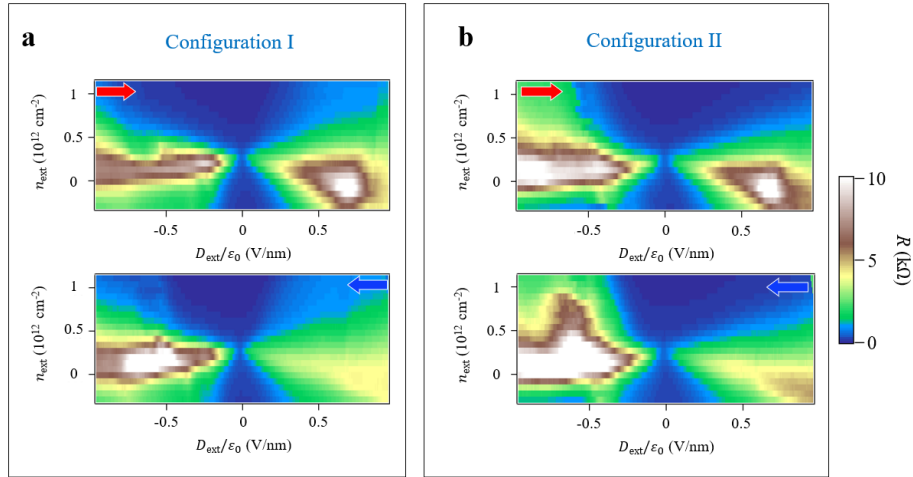 a
Configuration I
n_ext (10^12 cm^-2)
1
0.5
0
-0.5
0
0.5
D_ext/ε_0 (V/nm)
n_ext (10^12 cm^-2)
1
0.5
0
-0.5
0
0.5
D_ext/ε_0 (V/nm)
b
Configuration II
n_ext (10^12 cm^-2)
1
0.5
0
-0.5
0
0.5
D_ext/ε_0 (V/nm)
n_ext (10^12 cm^-2)
1
0.5
0
-0.5
0
0.5
D_ext/ε_0 (V/nm)
10
5
0
R (kΩ)